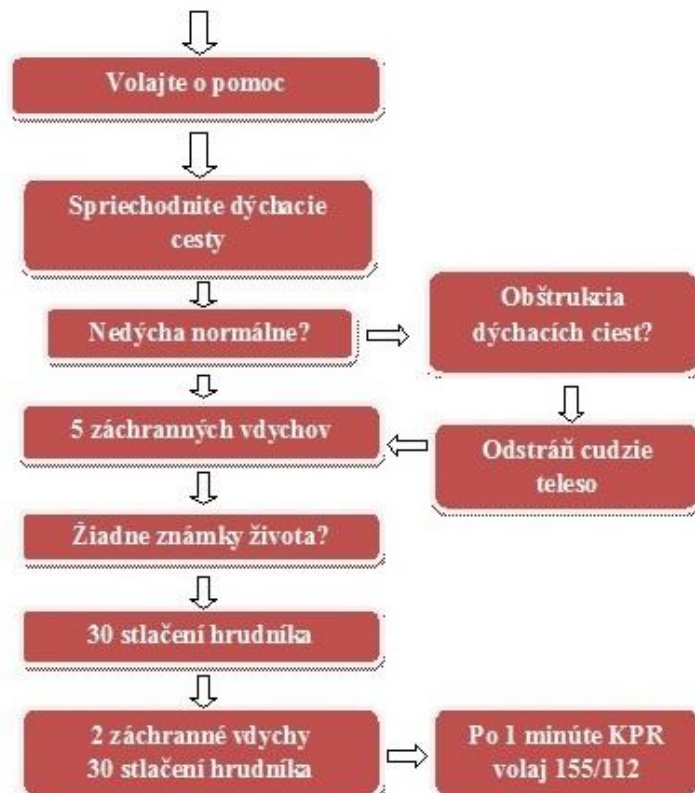 Volajte o pomoc
Spriechodnite dýchacie
cesty
Nedýcha normálne?
Obštrukcia
dýchacích ciest?
Odstráň cudzie
teleso
5 záchranných vdychov
Žiadne známky života?
30 stlačení hrudníka
2 záchranné vdychy
30 stlačení hrudníka
Po 1 minúte KPR
volaj 155/112